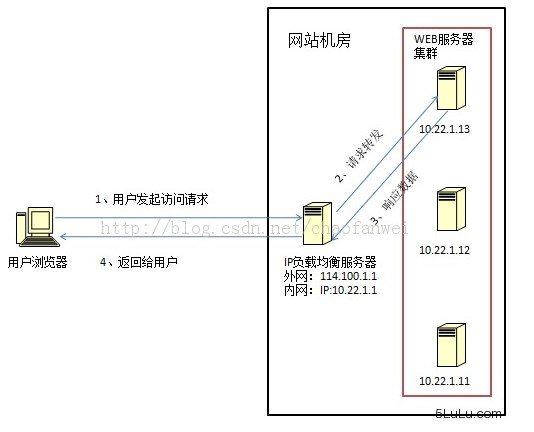 网站机房
WEB服务器
集群
10.22.1.13
2、请求转发
3、响应数据
1、用户发起访问请求
http://blog.csdn.net/chaofanwei
4、返回给用户
用户浏览器
IP负载均衡服务器
外网：114.100.1.1
内网：IP:10.22.1.1
10.22.1.12
10.22.1.11
5LuLu.com